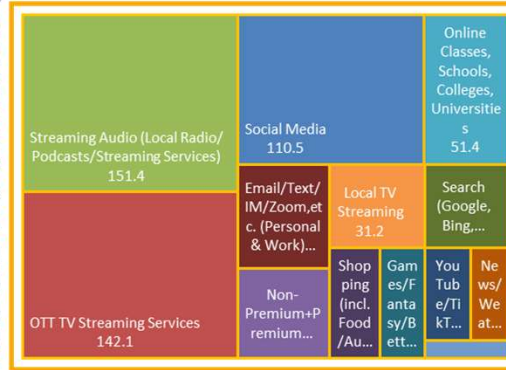 Streaming Audio (Local Radio/
Podcasts/Streaming Services)
151.4
OTT TV Streaming Services
142.1
Social Media
110.5
Online
Classes,
Schools,
Colleges,
Universitie
s
51.4
Email/Text/
IM/Zoom,et
c. (Personal
& Work)...
Local TV
Streaming
31.2
Search
(Google,
Bing,...
Non-
Premium+P
remium...
Shop
ping
(incl.
Food
/Au...
Gam
es/F
anta
sy/B
ett...
You
Tub
e/Tik
T...
Ne
ws/
We
at...